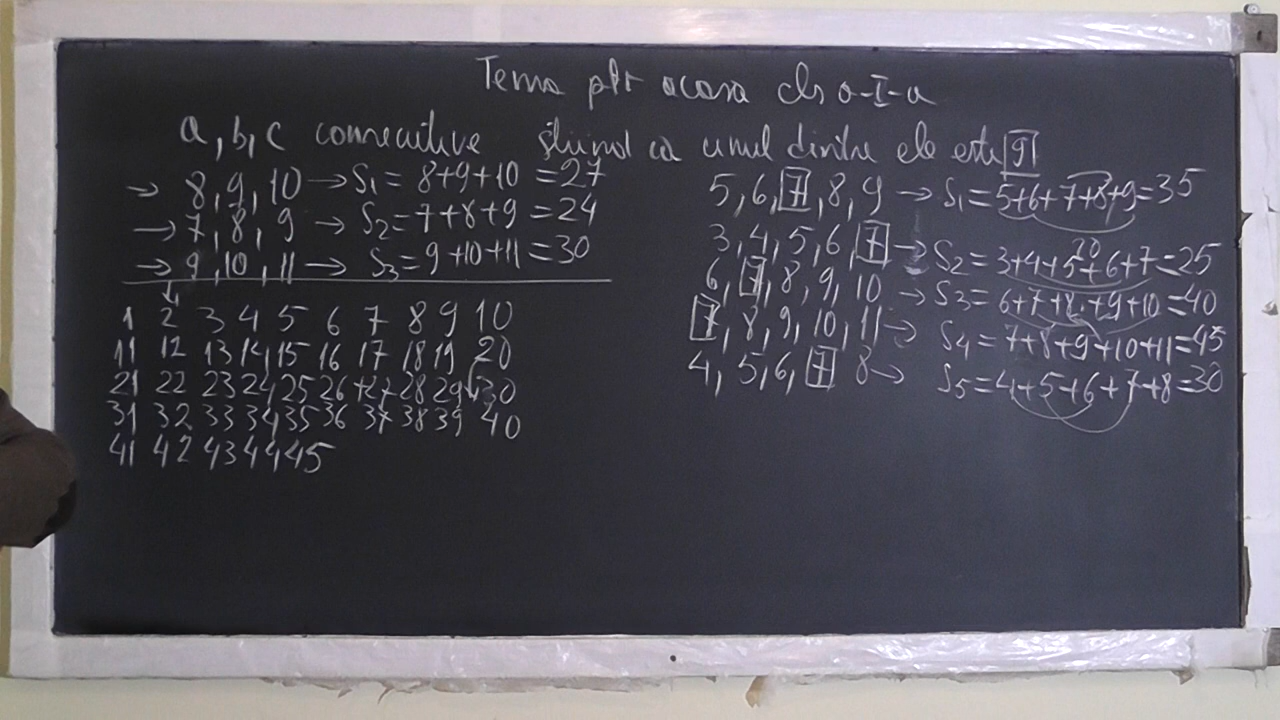 Tema ptr acasa cls a-I-a
a, b, c consecutive știind ca unul dintre ele este 9
→ 8, 9, 10 → S1 = 8+9+10 = 27
→ 7, 8, 9 → S2 = 7+8+9 = 24
→ 9, 10, 11 → S3 = 9+10+11 = 30
1 2 3 4 5 6 7 8 9 10
11 12 13 14 15 16 17 18 19 20
21 22 23 24 25 26 27 28 29 30
31 32 33 34 35 36 37 38 39 40
41 42 43 44 45
5, 6, 7, 8, 9 → S1 = 5+6+7+8+9 = 35
3, 4, 5, 6, 7 → S2 = 3+4+5+6+7 = 25
20
6, 7, 8, 9, 10 → S3 = 6+7+8+9+10 = 40
7, 8, 9, 10, 11 → S4 = 7+8+9+10+11 = 45
4, 5, 6, 7 8 → S5 = 4+5+6+7+8 = 30